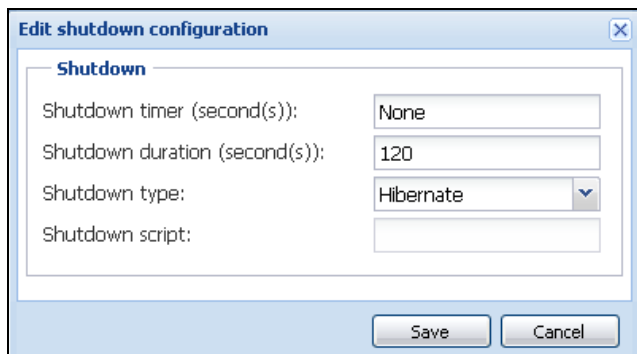 Edit shutdown configuration
Shutdown
Shutdown timer (second(s)): None
Shutdown duration (second(s)): 120
Shutdown type: Hibernate
Shutdown script:
Save Cancel